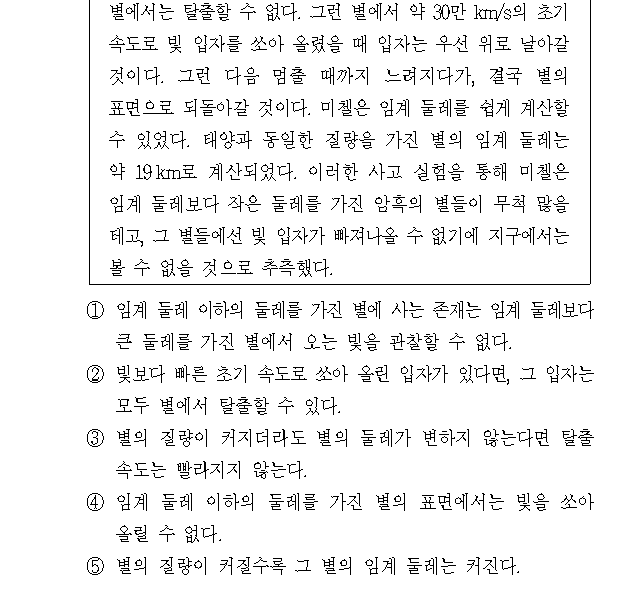 별에서는 탈출할 수 없다. 그런 별에서 약 30만 km/s의 초기
속도로 빛 입자를 쏘아 올렸을 때 입자는 우선 위로 날아갈
것이다. 그런 다음 멈출 때까지 느려지다가, 결국 별의
표면으로 되돌아갈 것이다. 미첼은 임계 둘레를 쉽게 계산할
수 있었다. 태양과 동일한 질량을 가진 별의 임계 둘레는
약 19km로 계산되었다. 이러한 사고 실험을 통해 미첼은
임계 둘레보다 작은 둘레를 가진 암흑의 별들이 무척 많을
테고, 그 별들에선 빛 입자가 빠져나올 수 없기에 지구에서는
볼 수 없을 것으로 추측했다.
① 임계 둘레 이하의 둘레를 가진 별에 사는 존재는 임계 둘레보다
큰 둘레를 가진 별에서 오는 빛을 관찰할 수 없다.
② 빛보다 빠른 초기 속도로 쏘아 올린 입자가 있다면, 그 입자는
모두 별에서 탈출할 수 있다.
③ 별의 질량이 커지더라도 별의 둘레가 변하지 않는다면 탈출
속도는 빨라지지 않는다.
④ 임계 둘레 이하의 둘레를 가진 별의 표면에서는 빛을 쏘아
올릴 수 없다.
⑤ 별의 질량이 커질수록 그 별의 임계 둘레는 커진다.